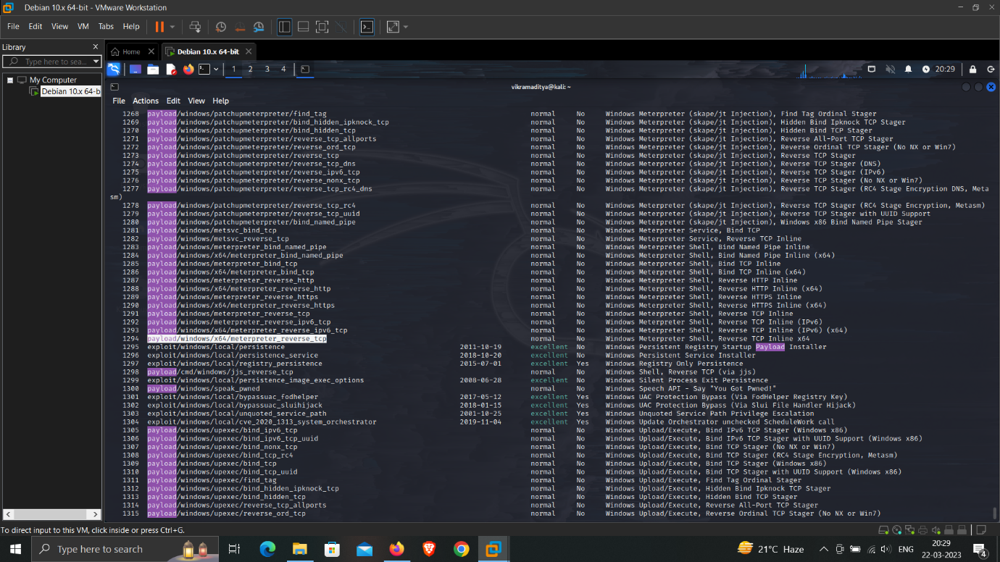 Debian 10.x 64-bit - VMware Workstation
File Edit View VM Tabs Help
Library
Type here to sea...
My Computer
Debian 10.x 64-b
Home
Debian 10.x 64-bit
1 2 3 4
20:29
vikramaditya@kali: ~
File Actions Edit View Help
1268 payload/windows/patchupmeterpreter/find_tag normal No Windows Meterpreter (skape/jt Injection), Find Tag Ordinal Stager
1269 payload/windows/patchupmeterpreter/bind_hidden_ipknock_tcp normal No Windows Meterpreter (skape/jt Injection), Hidden Bind Ipknock TCP Stager
1270 payload/windows/patchupmeterpreter/bind_hidden_tcp normal No Windows Meterpreter (skape/jt Injection), Hidden Bind TCP Stager
1271 payload/windows/patchupmeterpreter/reverse_tcp_allports normal No Windows Meterpreter (skape/jt Injection), Reverse All-Port TCP Stager
1272 payload/windows/patchupmeterpreter/reverse_ord_tcp normal No Windows Meterpreter (skape/jt Injection), Reverse Ordinal TCP Stager (No NX or Win7)
1273 payload/windows/patchupmeterpreter/reverse_tcp normal No Windows Meterpreter (skape/jt Injection), Reverse TCP Stager
1274 payload/windows/patchupmeterpreter/reverse_tcp_dns normal No Windows Meterpreter (skape/jt Injection), Reverse TCP Stager (DNS)
1275 payload/windows/patchupmeterpreter/reverse_ipv6_tcp normal No Windows Meterpreter (skape/jt Injection), Reverse TCP Stager (IPv6)
1276 payload/windows/patchupmeterpreter/reverse_nonx_tcp normal No Windows Meterpreter (skape/jt Injection), Reverse TCP Stager (No NX or Win7)
1277 payload/windows/patchupmeterpreter/reverse_tcp_rc4_dns normal No Windows Meterpreter (skape/jt Injection), Reverse TCP Stager (RC4 Stage Encryption DNS, Meta
sm)
1278 payload/windows/patchupmeterpreter/reverse_tcp_rc4 normal No Windows Meterpreter (skape/jt Injection), Reverse TCP Stager (RC4 Stage Encryption, Metasm)
1279 payload/windows/patchupmeterpreter/reverse_tcp_uuid normal No Windows Meterpreter (skape/jt Injection), Reverse TCP Stager with UUID Support
1280 payload/windows/patchupmeterpreter/bind_named_pipe normal No Windows Meterpreter (skape/jt Injection), Windows x86 Bind Named Pipe Stager
1281 payload/windows/metsvc_bind_tcp normal No Windows Meterpreter Service, Bind TCP
1282 payload/windows/metsvc_reverse_tcp normal No Windows Meterpreter Service, Reverse TCP Inline
1283 payload/windows/meterpreter_bind_named_pipe normal No Windows Meterpreter Shell, Bind Named Pipe Inline
1284 payload/windows/x64/meterpreter_bind_named_pipe normal No Windows Meterpreter Shell, Bind Named Pipe Inline (x64)
1285 payload/windows/meterpreter_bind_tcp normal No Windows Meterpreter Shell, Bind TCP Inline
1286 payload/windows/x64/meterpreter_bind_tcp normal No Windows Meterpreter Shell, Bind TCP Inline (x64)
1287 payload/windows/meterpreter_reverse_http normal No Windows Meterpreter Shell, Reverse HTTP Inline
1288 payload/windows/x64/meterpreter_reverse_http normal No Windows Meterpreter Shell, Reverse HTTP Inline (x64)
1289 payload/windows/meterpreter_reverse_https normal No Windows Meterpreter Shell, Reverse HTTPS Inline
1290 payload/windows/x64/meterpreter_reverse_https normal No Windows Meterpreter Shell, Reverse HTTPS Inline (x64)
1291 payload/windows/meterpreter_reverse_tcp normal No Windows Meterpreter Shell, Reverse TCP Inline
1292 payload/windows/meterpreter_reverse_ipv6_tcp normal No Windows Meterpreter Shell, Reverse TCP Inline (IPv6)
1293 payload/windows/x64/meterpreter_reverse_ipv6_tcp normal No Windows Meterpreter Shell, Reverse TCP Inline (IPv6) (x64)
1294 payload/windows/x64/meterpreter_reverse_tcp normal No Windows Meterpreter Shell, Reverse TCP Inline x64
1295 exploit/windows/local/persistence 2011-10-19 excellent No Windows Persistent Registry Startup Payload Installer
1296 exploit/windows/local/persistence_service 2018-10-20 excellent No Windows Persistent Service Installer
1297 exploit/windows/local/registry_persistence 2015-07-01 excellent Yes Windows Registry Only Persistence
1298 payload/cmd/windows/jjs_reverse_tcp normal No Windows Shell, Reverse TCP (via jjs)
1299 exploit/windows/local/persistence_image_exec_options 2008-06-28 excellent No Windows Silent Process Exit Persistence
1300 payload/windows/speak_pwned normal No Windows Speech API - Say "You Got Pwned!"
1301 exploit/windows/local/bypassuac_fodhelper 2017-05-12 excellent Yes Windows UAC Protection Bypass (Via FodHelper Registry Key)
1302 exploit/windows/local/bypassuac_sluihijack 2018-01-15 excellent Yes Windows UAC Protection Bypass (Via Slui File Handler Hijack)
1303 exploit/windows/local/unquoted_service_path 2001-10-25 excellent Yes Windows Unquoted Service Path Privilege Escalation
1304 exploit/windows/local/cve_2020_1313_system_orchestrator 2019-11-04 excellent Yes Windows Update Orchestrator unchecked ScheduleWork call
1305 payload/windows/upexec/bind_ipv6_tcp normal No Windows Upload/Execute, Bind IPv6 TCP Stager (Windows x86)
1306 payload/windows/upexec/bind_ipv6_tcp_uuid normal No Windows Upload/Execute, Bind IPv6 TCP Stager with UUID Support (Windows x86)
1307 payload/windows/upexec/bind_nonx_tcp normal No Windows Upload/Execute, Bind TCP Stager (No NX or Win7)
1308 payload/windows/upexec/bind_tcp_rc4 normal No Windows Upload/Execute, Bind TCP Stager (RC4 Stage Encryption, Metasm)
1309 payload/windows/upexec/bind_tcp normal No Windows Upload/Execute, Bind TCP Stager (Windows x86)
1310 payload/windows/upexec/bind_tcp_uuid normal No Windows Upload/Execute, Bind TCP Stager with UUID Support (Windows x86)
1311 payload/windows/upexec/find_tag normal No Windows Upload/Execute, Find Tag Ordinal Stager
1312 payload/windows/upexec/bind_hidden_ipknock_tcp normal No Windows Upload/Execute, Hidden Bind Ipknock TCP Stager
1313 payload/windows/upexec/bind_hidden_tcp normal No Windows Upload/Execute, Hidden Bind TCP Stager
1314 payload/windows/upexec/reverse_tcp_allports normal No Windows Upload/Execute, Reverse All-Port TCP Stager
1315 payload/windows/upexec/reverse_ord_tcp normal No Windows Upload/Execute, Reverse Ordinal TCP Stager (No NX or Win7)
To direct input to this VM, click inside or press Ctrl+G.
Type here to search
21°C Haze
ENG
20:29
22-03-2023
4